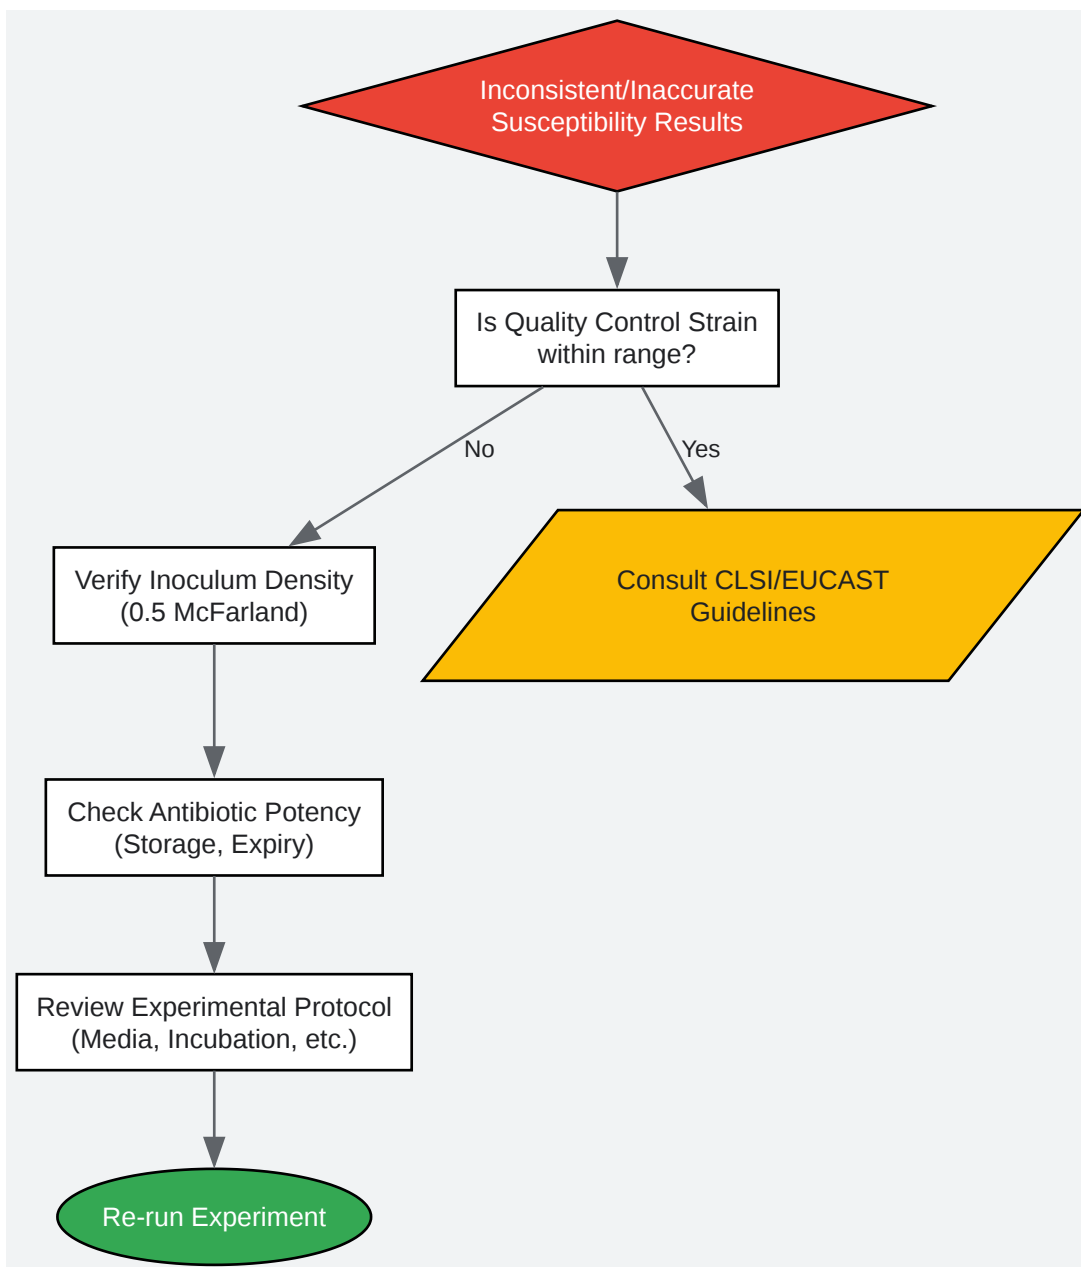 Inconsistent/Inaccurate
Susceptibility Results
Is Quality Control Strain
within range?
No
Yes
Verify Inoculum Density
(0.5 McFarland)
Consult CLSI/EUCAST
Guidelines
Check Antibiotic Potency
(Storage, Expiry)
Review Experimental Protocol
(Media, Incubation, etc.)
Re-run Experiment